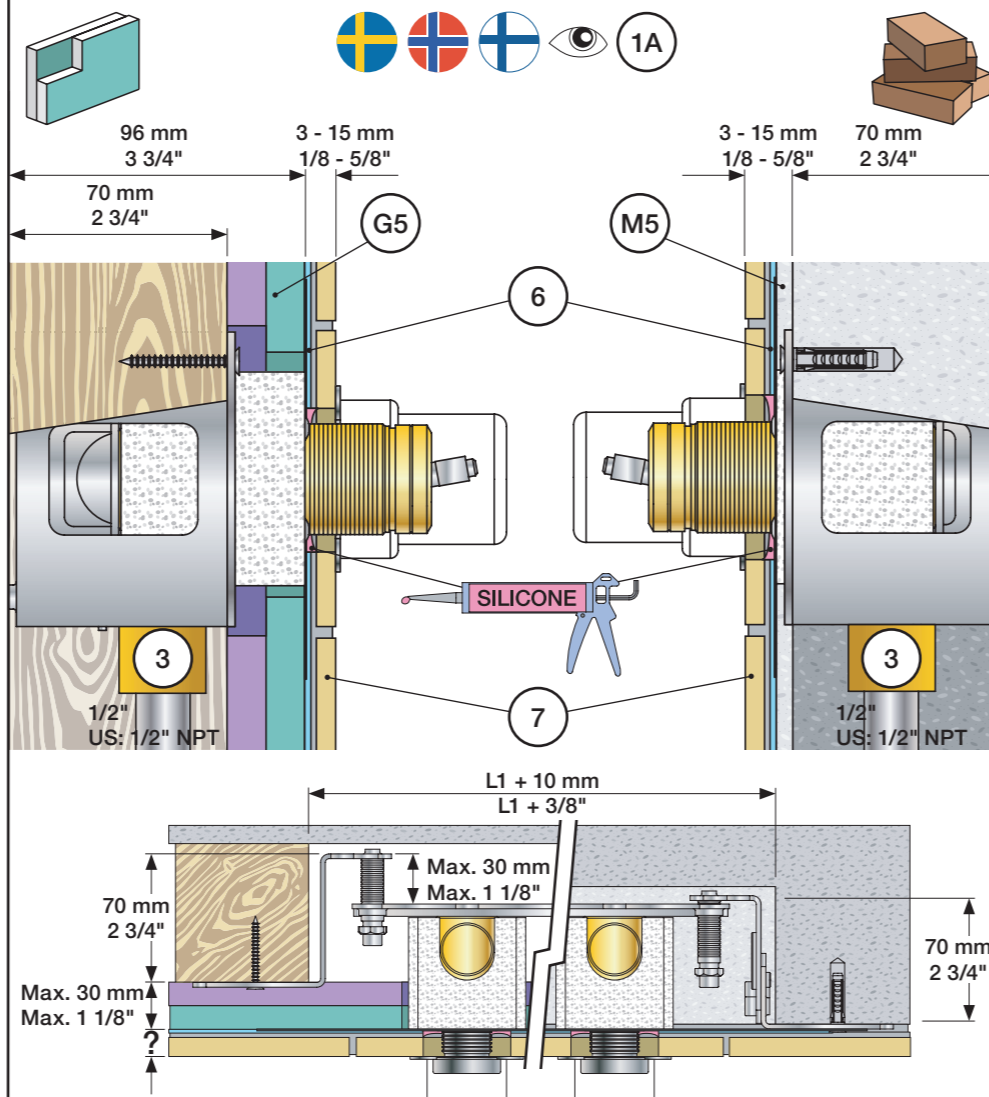 1A
96 mm
3 3/4"
3 - 15 mm
1/8 - 5/8"
3 - 15 mm
1/8 - 5/8"
70 mm
2 3/4"
70 mm
2 3/4"
G5
M5
6
SILICONE
3
3
1/2"
US: 1/2" NPT
7
1/2"
US: 1/2" NPT
L1 + 10 mm
L1 + 3/8"
Max. 30 mm
Max. 1 1/8"
70 mm
2 3/4"
70 mm
2 3/4"
Max. 30 mm
Max. 1 1/8"
?